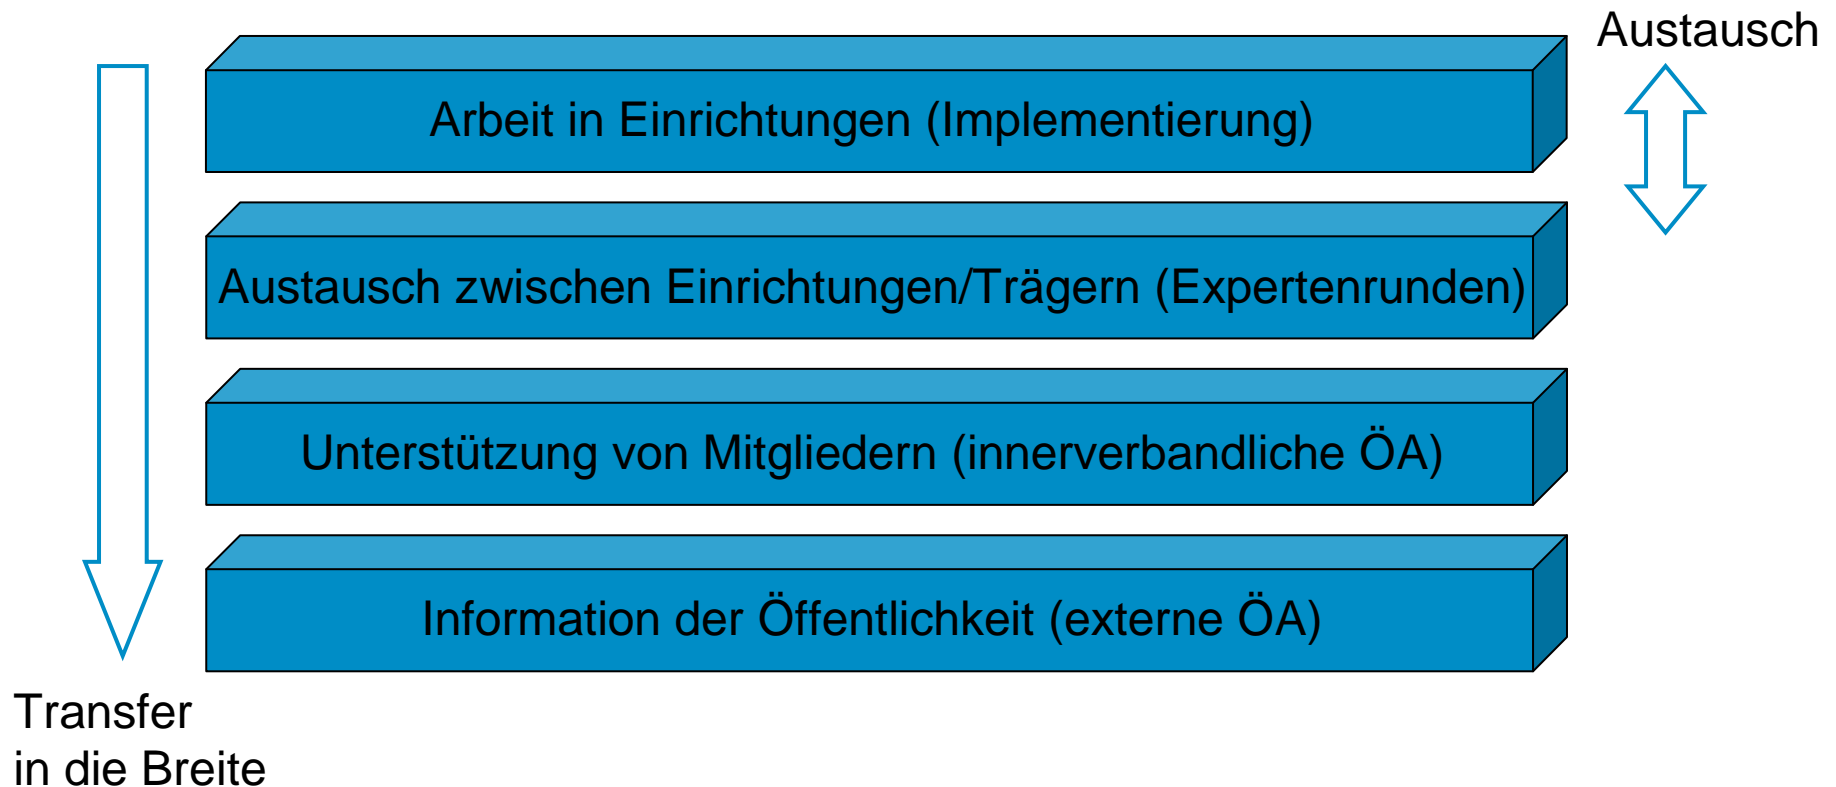 Austausch
Arbeit in Einrichtungen (Implementierung)
Austausch zwischen Einrichtungen/Trägern (Expertenrunden)
Unterstützung von Mitgliedern (innerverbandliche ÖA)
Information der Öffentlichkeit (externe ÖA)
Transfer
in die Breite